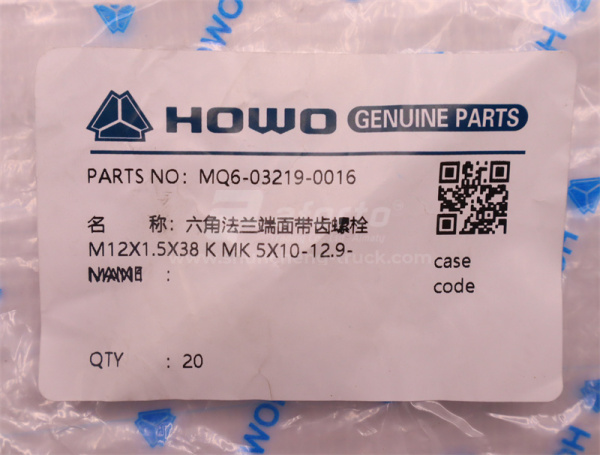 HOWO GENUINE PARTS
PARTS NO: MQ6-03219-0016
名 称: 六角法兰端面带齿螺栓
M12X1.5X38 K MK 5X10-12.9-
:
case
code
QTY : 20
HOWO